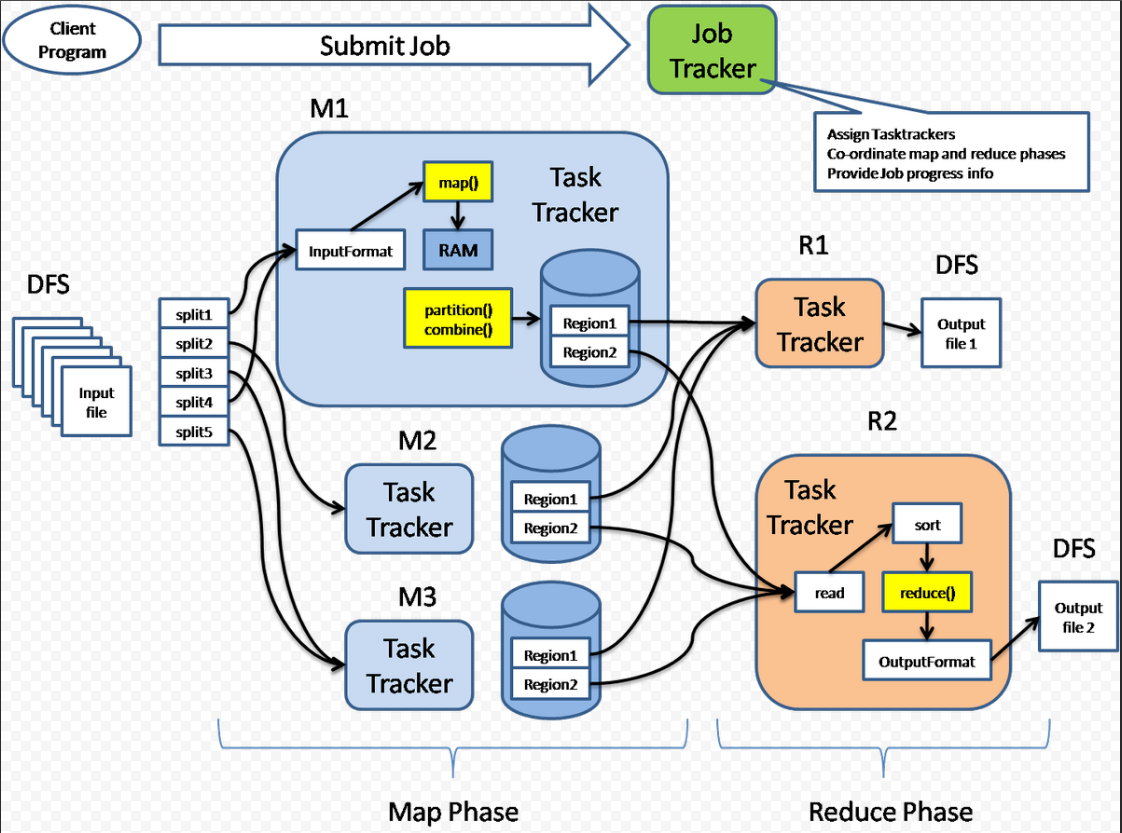 Client
Program
Submit Job
Job
Tracker
Assign Tasktrackers
Co-ordinate map and reduce phases
Provide Job progress info
M1
map()
Task
Tracker
InputFormat
RAM
partition()
combine()
Region1
Region2
DFS
Input
file
split1
split2
split3
split4
split5
M2
Task
Tracker
Region1
Region2
M3
Task
Tracker
Region1
Region2
R1
Task
Tracker
DFS
Output
file 1
R2
Task
Tracker
sort
read
reduce()
OutputFormat
DFS
Output
file 2
Map Phase
Reduce Phase